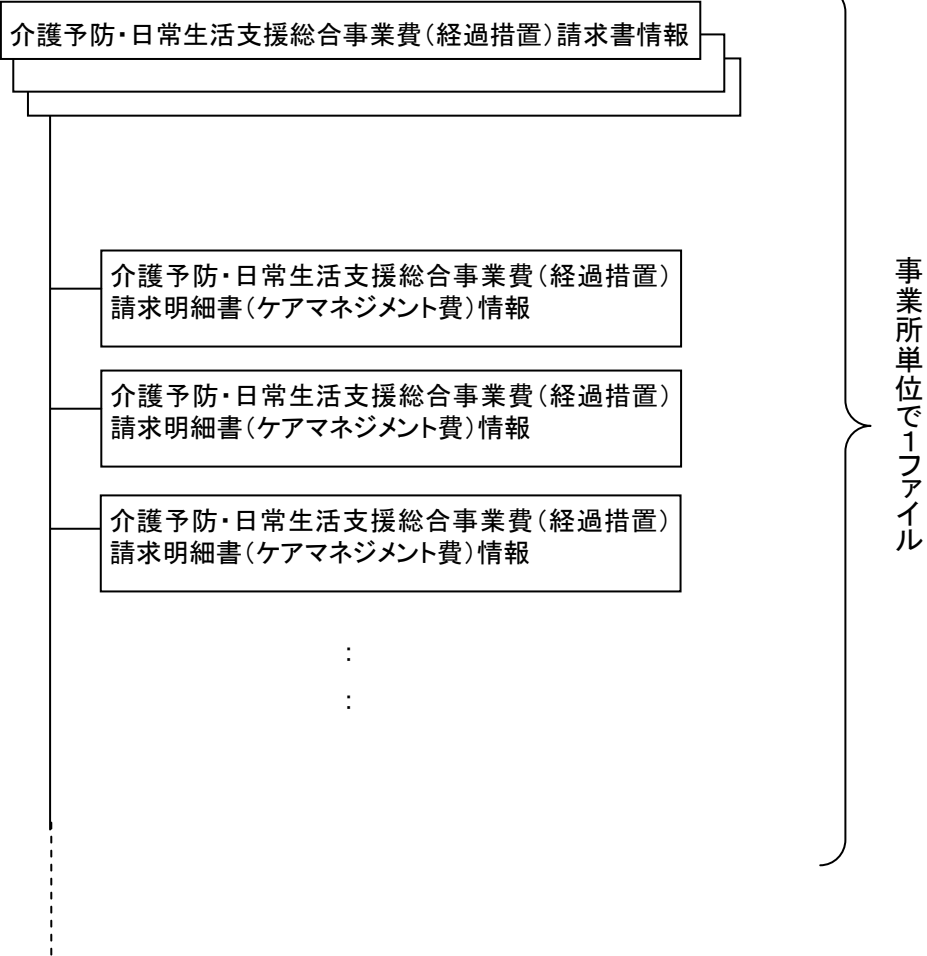 介護予防・日常生活支援総合事業費(経過措置)請求書情報
介護予防・日常生活支援総合事業費(経過措置)
請求明細書(ケアマネジメント費)情報
介護予防・日常生活支援総合事業費(経過措置)
請求明細書(ケアマネジメント費)情報
介護予防・日常生活支援総合事業費(経過措置)
請求明細書(ケアマネジメント費)情報
:
:
事業所単位で1ファイル